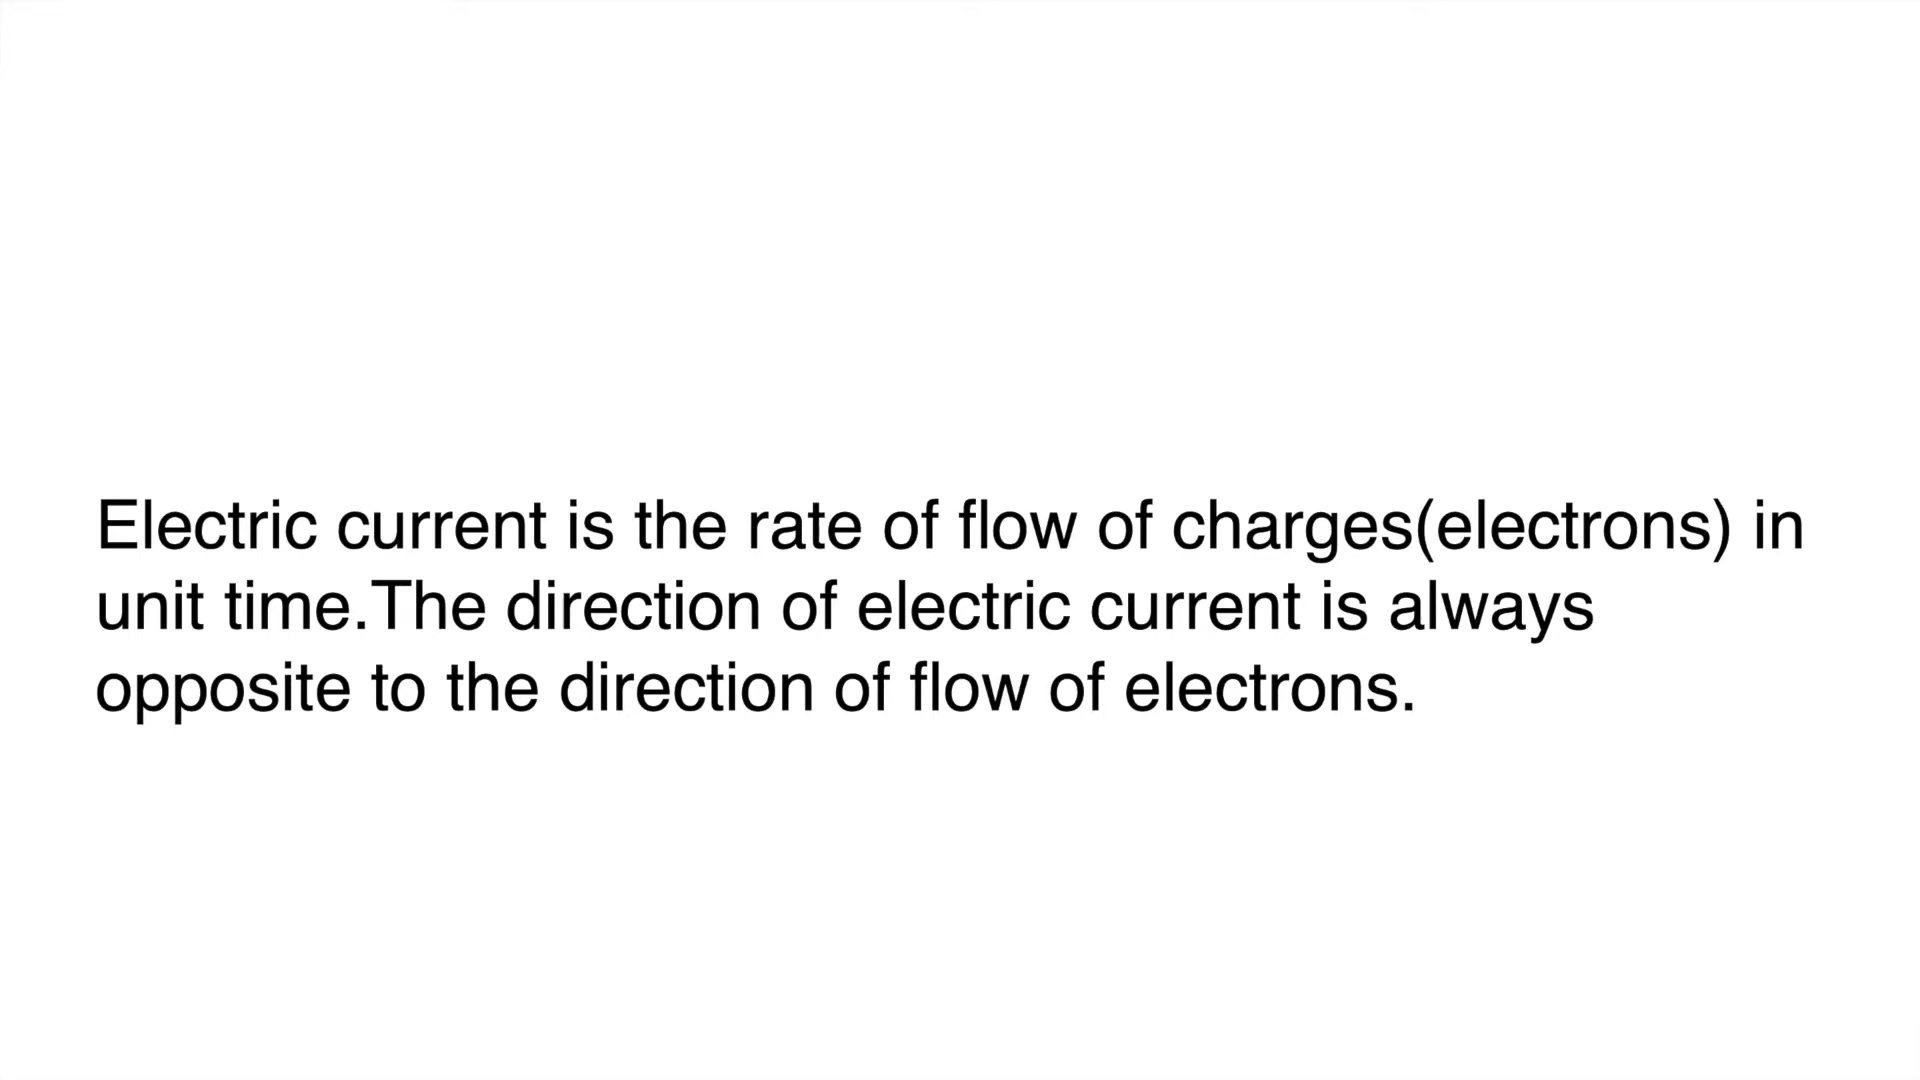 Electric current is the rate of flow of charges(electrons) in
unit time.The direction of electric current is always
opposite to the direction of flow of electrons.